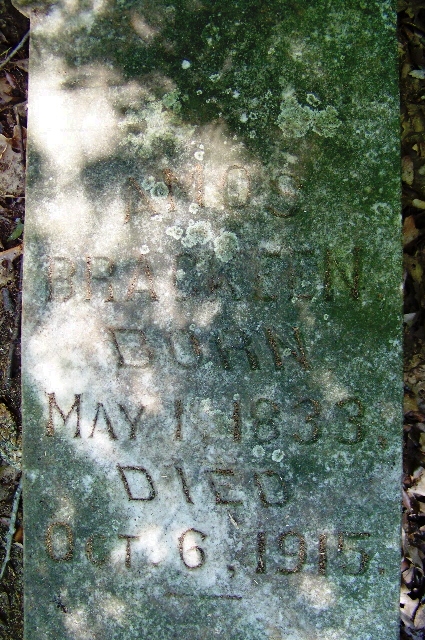 AMOS
BRACKEEN.
BORN
MAY 1, 1833.
DIED
OCT. 6, 1915.